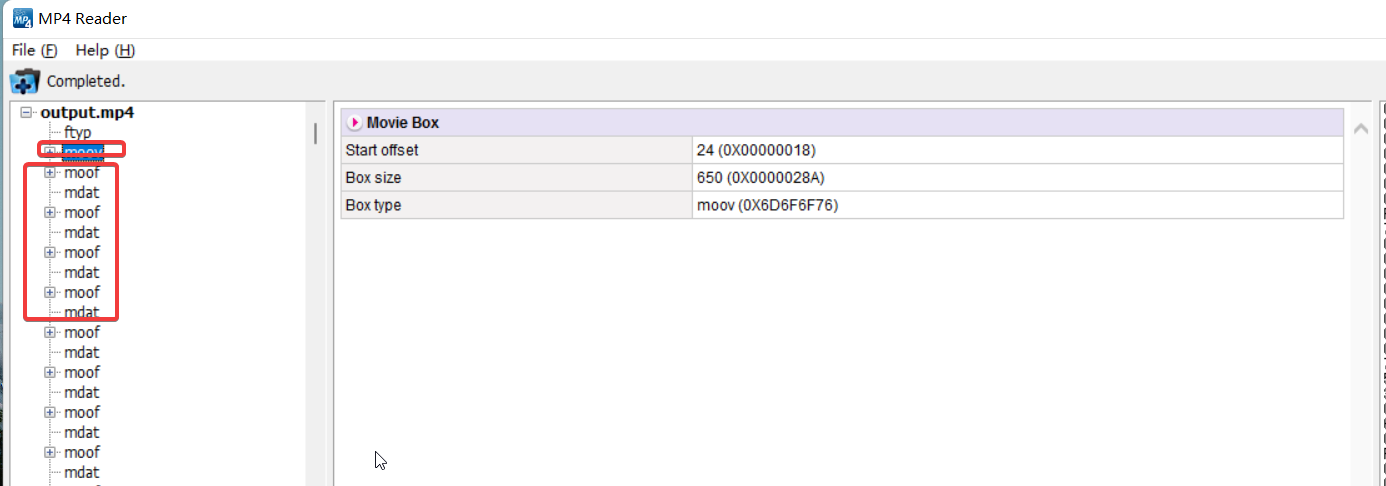 MP4 Reader
File (F) Help (H)
Completed.
output.mp4
ftyp
moov
moof
mdat
moof
mdat
moof
mdat
moof
mdat
moof
mdat
moof
mdat
moof
mdat
moof
mdat
Movie Box
Start offset 24 (0X00000018)
Box size 650 (0X0000028A)
Box type moov (0X6D6F6F76)